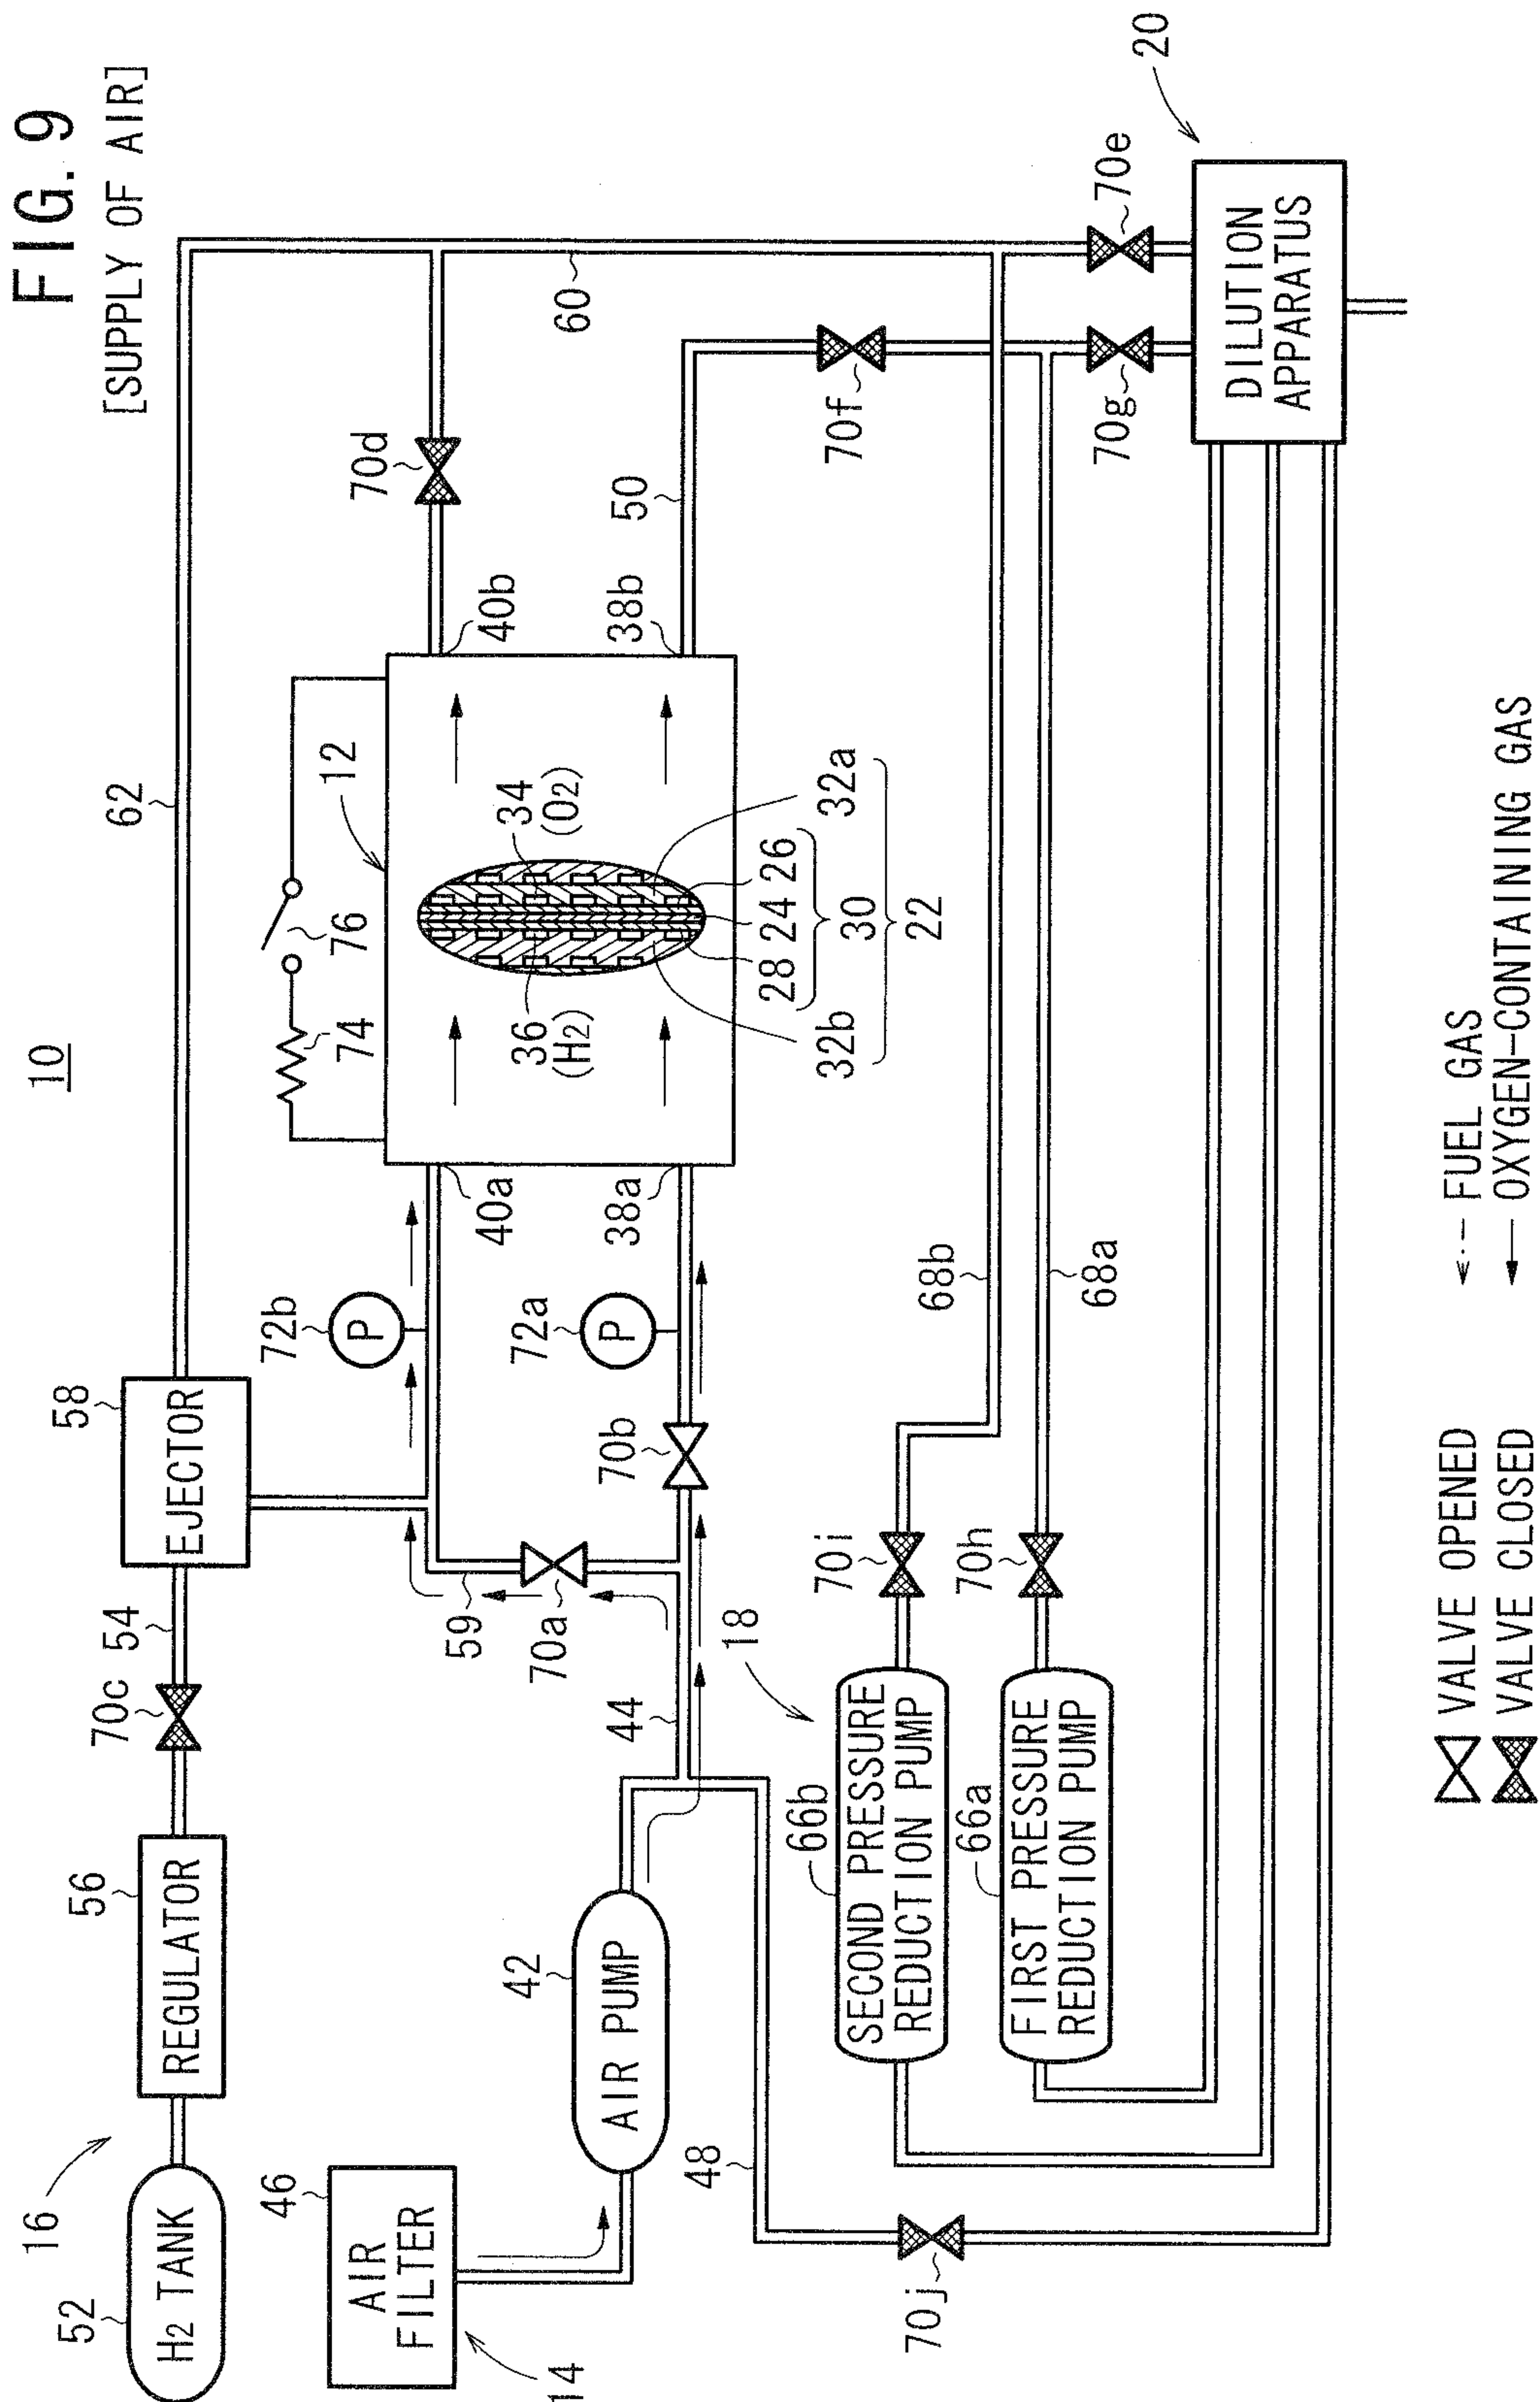 FIG. 9
[SUPPLY OF AIR]
10
16
52
H2 TANK
56
REGULATOR
70c
54
58
EJECTOR
62
46
AIR
FILTER
14
42
AIR PUMP
44
59
70a
70b
72b
P
72a
P
40a
38a
74
76
12
36
(H2)
34
(O2)
32b
28
24
26
32a
30
22
40b
38b
70d
50
60
70f
70g
70e
20
DILUTION
APPARATUS
48
70j
18
66b
SECOND PRESSURE
REDUCTION PUMP
66a
FIRST PRESSURE
REDUCTION PUMP
70i
70h
68b
68a
VALVE OPENED
VALVE CLOSED
FUEL GAS
OXYGEN-CONTAINING GAS